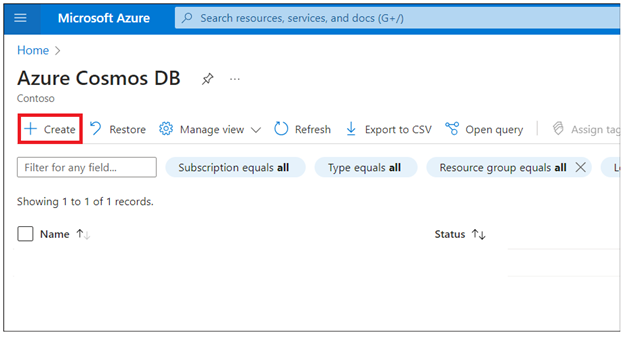 Microsoft Azure
Search resources, services, and docs (G+/)
Home >
Azure Cosmos DB ...
Contoso
+ Create Restore Manage view Refresh Export to CSV Open query Assign tag
Filter for any field... Subscription equals all Type equals all Resource group equals all
Showing 1 to 1 of 1 records.
Name ↑↓ Status ↑↓